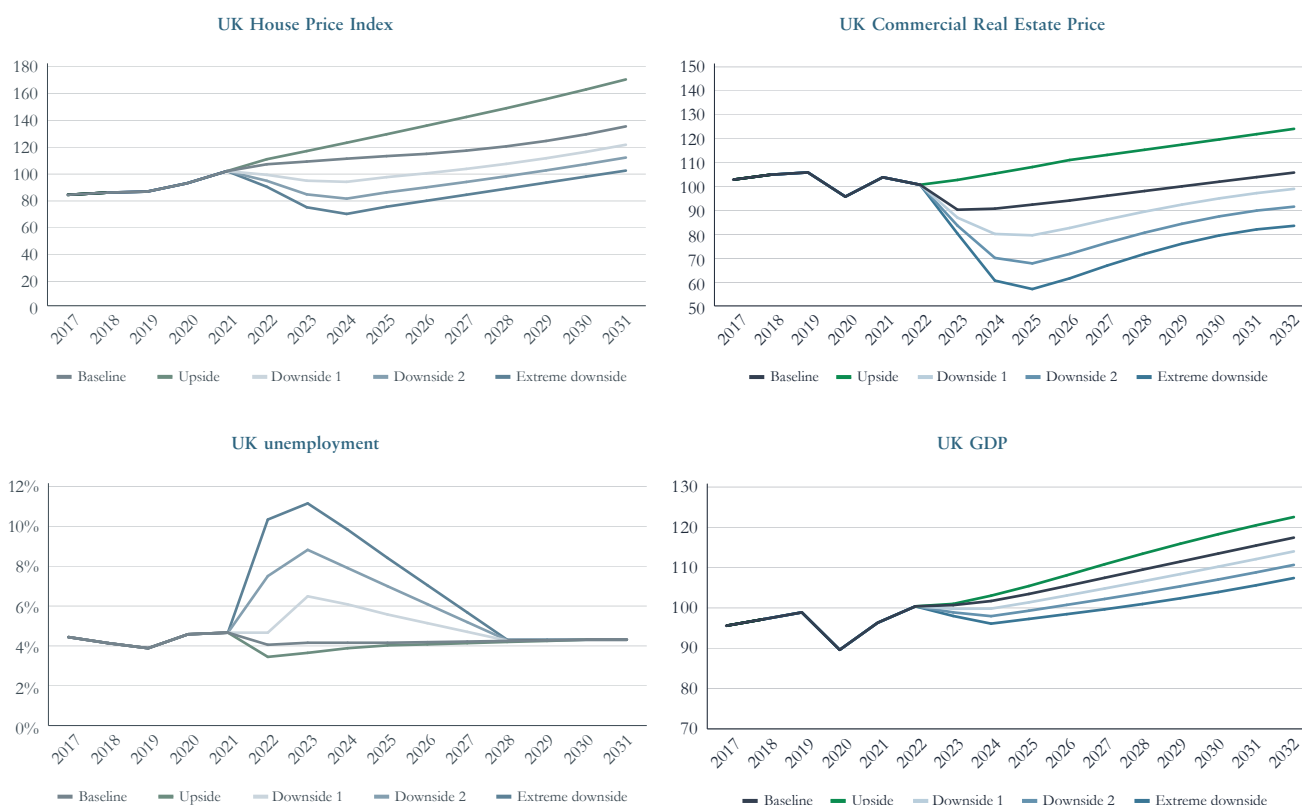 UK House Price Index
180
160
140
120
100
80
60
40
20
0
2017 2018 2019 2020 2021 2022 2023 2024 2025 2026 2027 2028 2029 2030 2031
Baseline Upside Downside 1 Downside 2 Extreme downside
UK Commercial Real Estate Price
150
140
130
120
110
100
90
80
70
60
50
2017 2018 2019 2020 2021 2022 2023 2024 2025 2026 2027 2028 2029 2030 2031 2032
Baseline Upside Downside 1 Downside 2 Extreme downside
UK unemployment
12%
10%
8%
6%
4%
2%
0%
2017 2018 2019 2020 2021 2022 2023 2024 2025 2026 2027 2028 2029 2030 2031
Baseline Upside Downside 1 Downside 2 Extreme downside
UK GDP
130
120
110
100
90
80
70
2017 2018 2019 2020 2021 2022 2023 2024 2025 2026 2027 2028 2029 2030 2031 2032
Baseline Upside Downside 1 Downside 2 Extreme downside